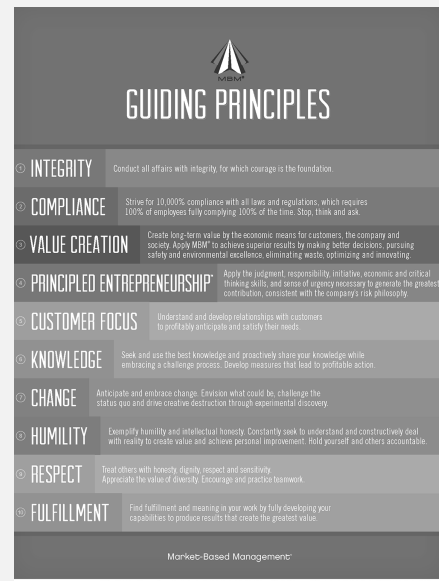 MBM®
GUIDING PRINCIPLES
1 INTEGRITY
Conduct all affairs with integrity, for which courage is the foundation.
2 COMPLIANCE
Strive for 10,000% compliance with all laws and regulations, which requires
100% of employees fully complying 100% of the time. Stop, think and ask.
3 VALUE CREATION
Create long-term value by the economic means for customers, the company and
society. Apply MBM® to achieve superior results by making better decisions, pursuing
safety and environmental excellence, eliminating waste, optimizing and innovating.
4 PRINCIPLED ENTREPRENEURSHIP®
Apply the judgment, responsibility, initiative, economic and critical
thinking skills, and sense of urgency necessary to generate the greatest
contribution, consistent with the company's risk philosophy.
5 CUSTOMER FOCUS
Understand and develop relationships with customers
to profitably anticipate and satisfy their needs.
6 KNOWLEDGE
Seek and use the best knowledge and proactively share your knowledge while
embracing a challenge process. Develop measures that lead to profitable action.
7 CHANGE
Anticipate and embrace change. Envision what could be, challenge the
status quo and drive creative destruction through experimental discovery.
8 HUMILITY
Exemplify humility and intellectual honesty. Constantly seek to understand and constructively deal
with reality to create value and achieve personal improvement. Hold yourself and others accountable.
9 RESPECT
Treat others with honesty, dignity, respect and sensitivity.
Appreciate the value of diversity. Encourage and practice teamwork.
10 FULFILLMENT
Find fulfillment and meaning in your work by fully developing your
capabilities to produce results that create the greatest value.
Market-Based Management®